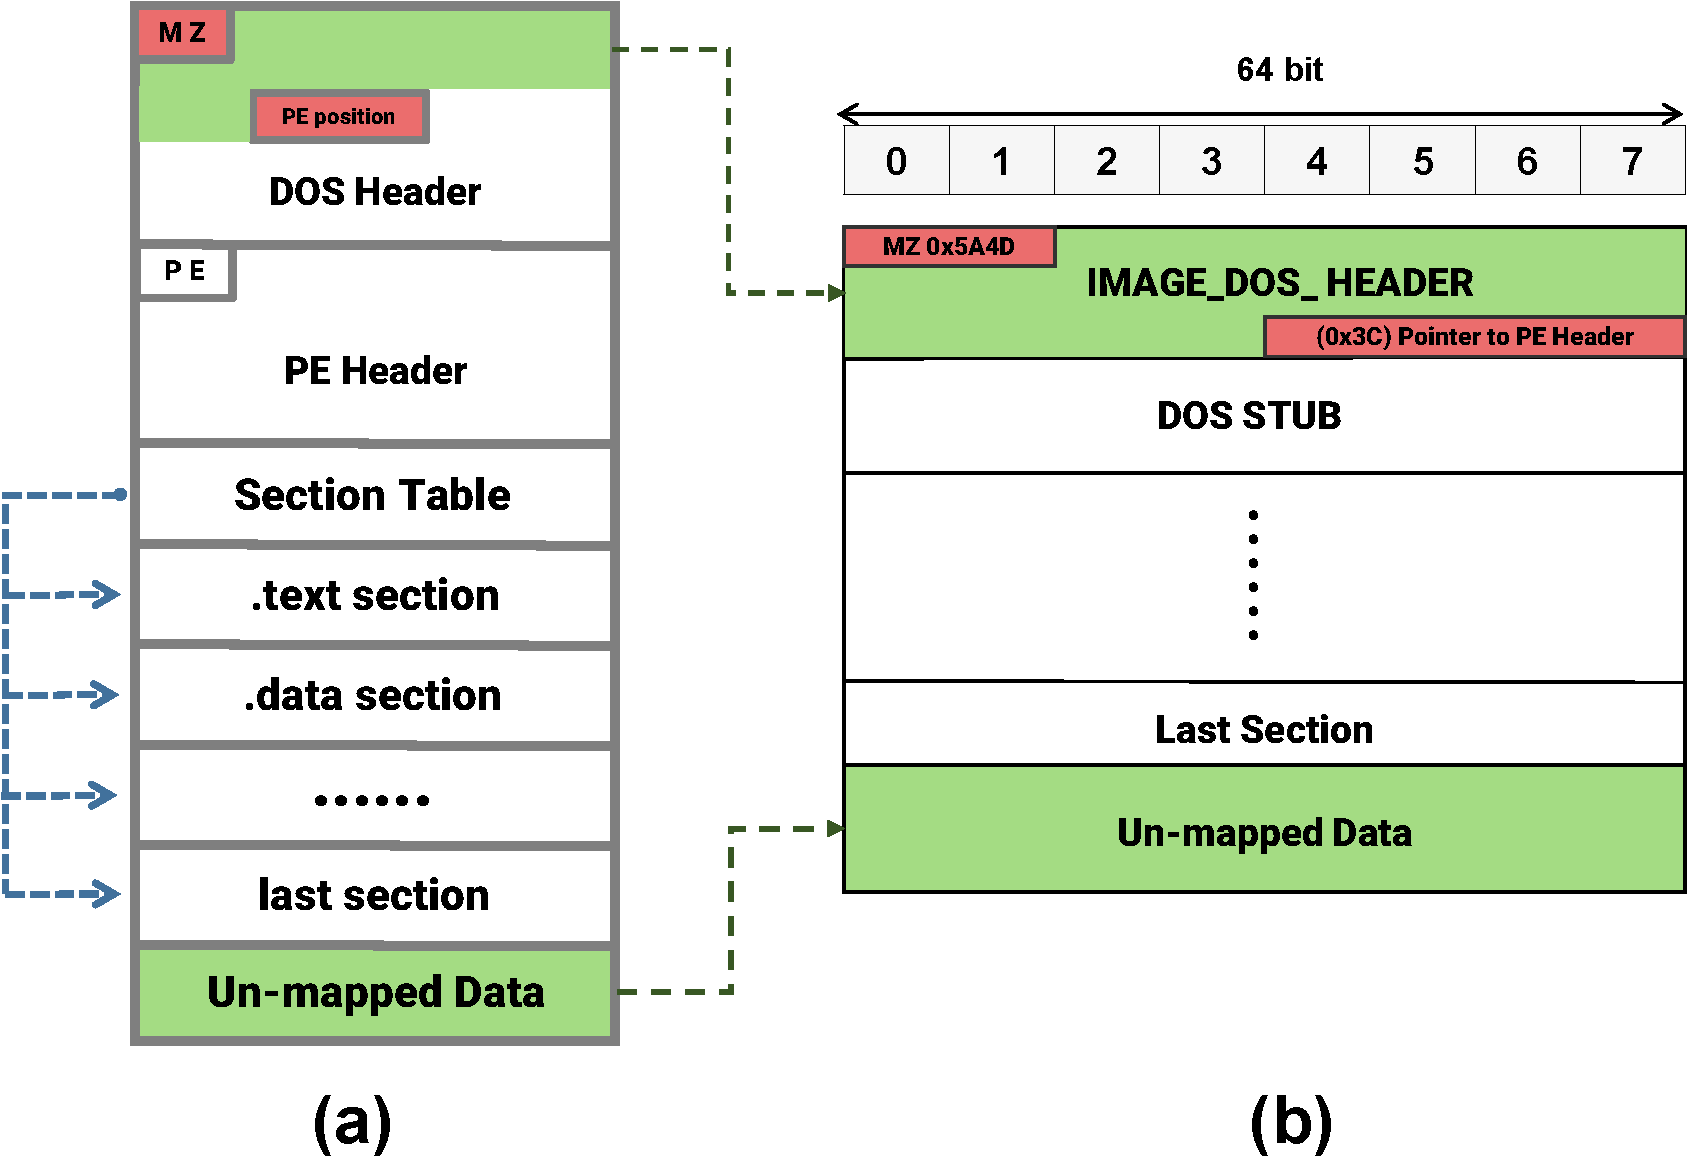 M Z
PE position
DOS Header
P E
PE Header
Section Table
.text section
.data section
......
last section
Un-mapped Data
(a)
64 bit
0 1 2 3 4 5 6 7
MZ 0x5A4D
IMAGE_DOS_ HEADER
(0x3C) Pointer to PE Header
DOS STUB
Last Section
Un-mapped Data
(b)